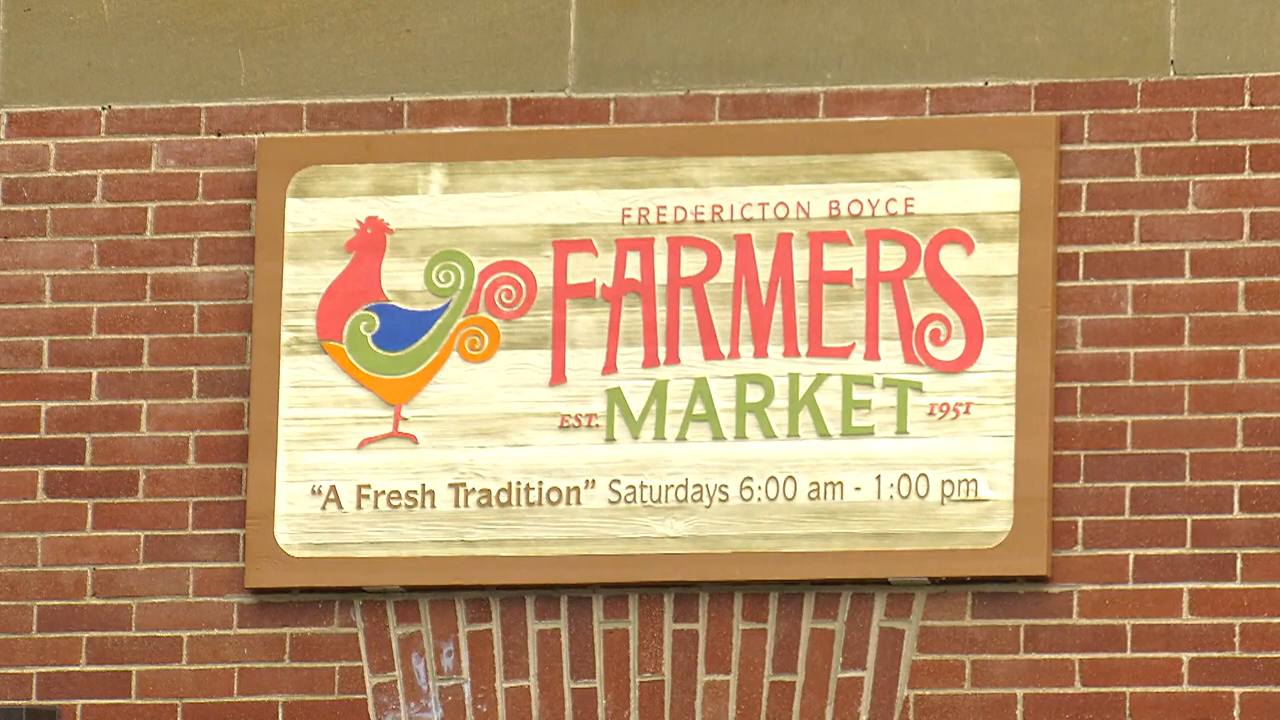 FREDERICTON BOYCE
FARMERS
EST. MARKET 1951
“A Fresh Tradition” Saturdays 6:00 am - 1:00 pm